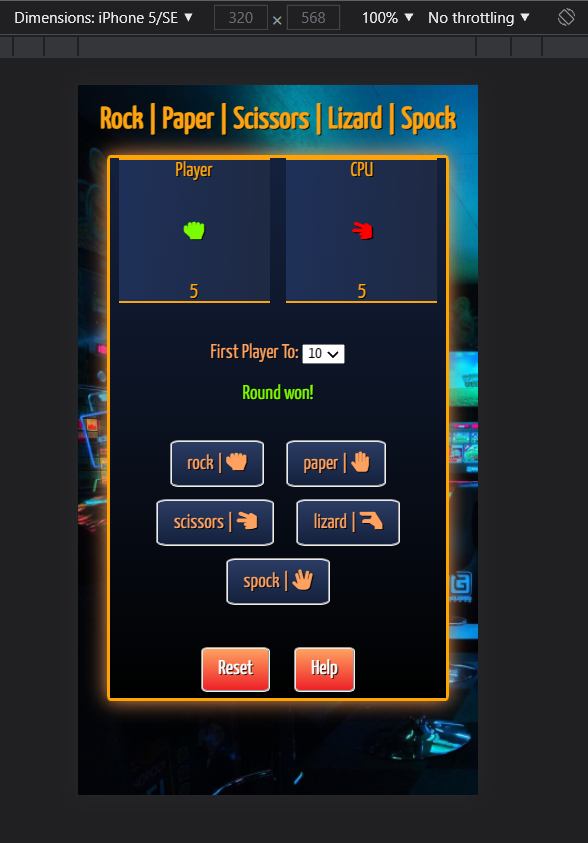 Dimensions: iPhone 5/SE ▼ 320 × 568 100% ▼ No throttling ▼
Rock | Paper | Scissors | Lizard | Spock
Player CPU
5 5
First Player To: 10
Round won!
rock | paper |
scissors | lizard |
spock |
Reset Help